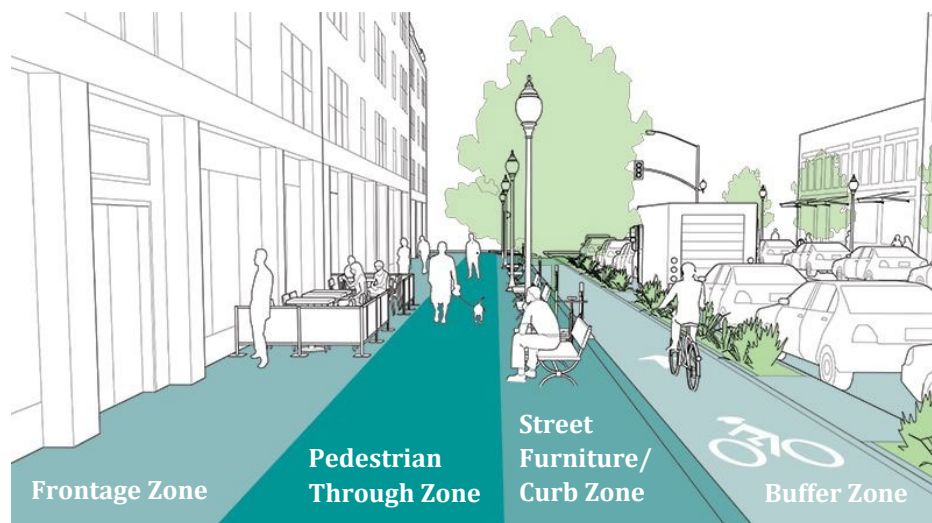 Frontage Zone
Pedestrian
Through Zone
Street
Furniture/
Curb Zone
Buffer Zone